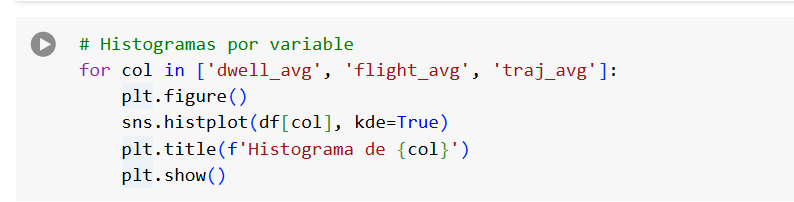 # Histogramas por variable
for col in ['dwell_avg', 'flight_avg', 'traj_avg']:
    plt.figure()
    sns.histplot(df[col], kde=True)
    plt.title(f'Histograma de {col}')
    plt.show()